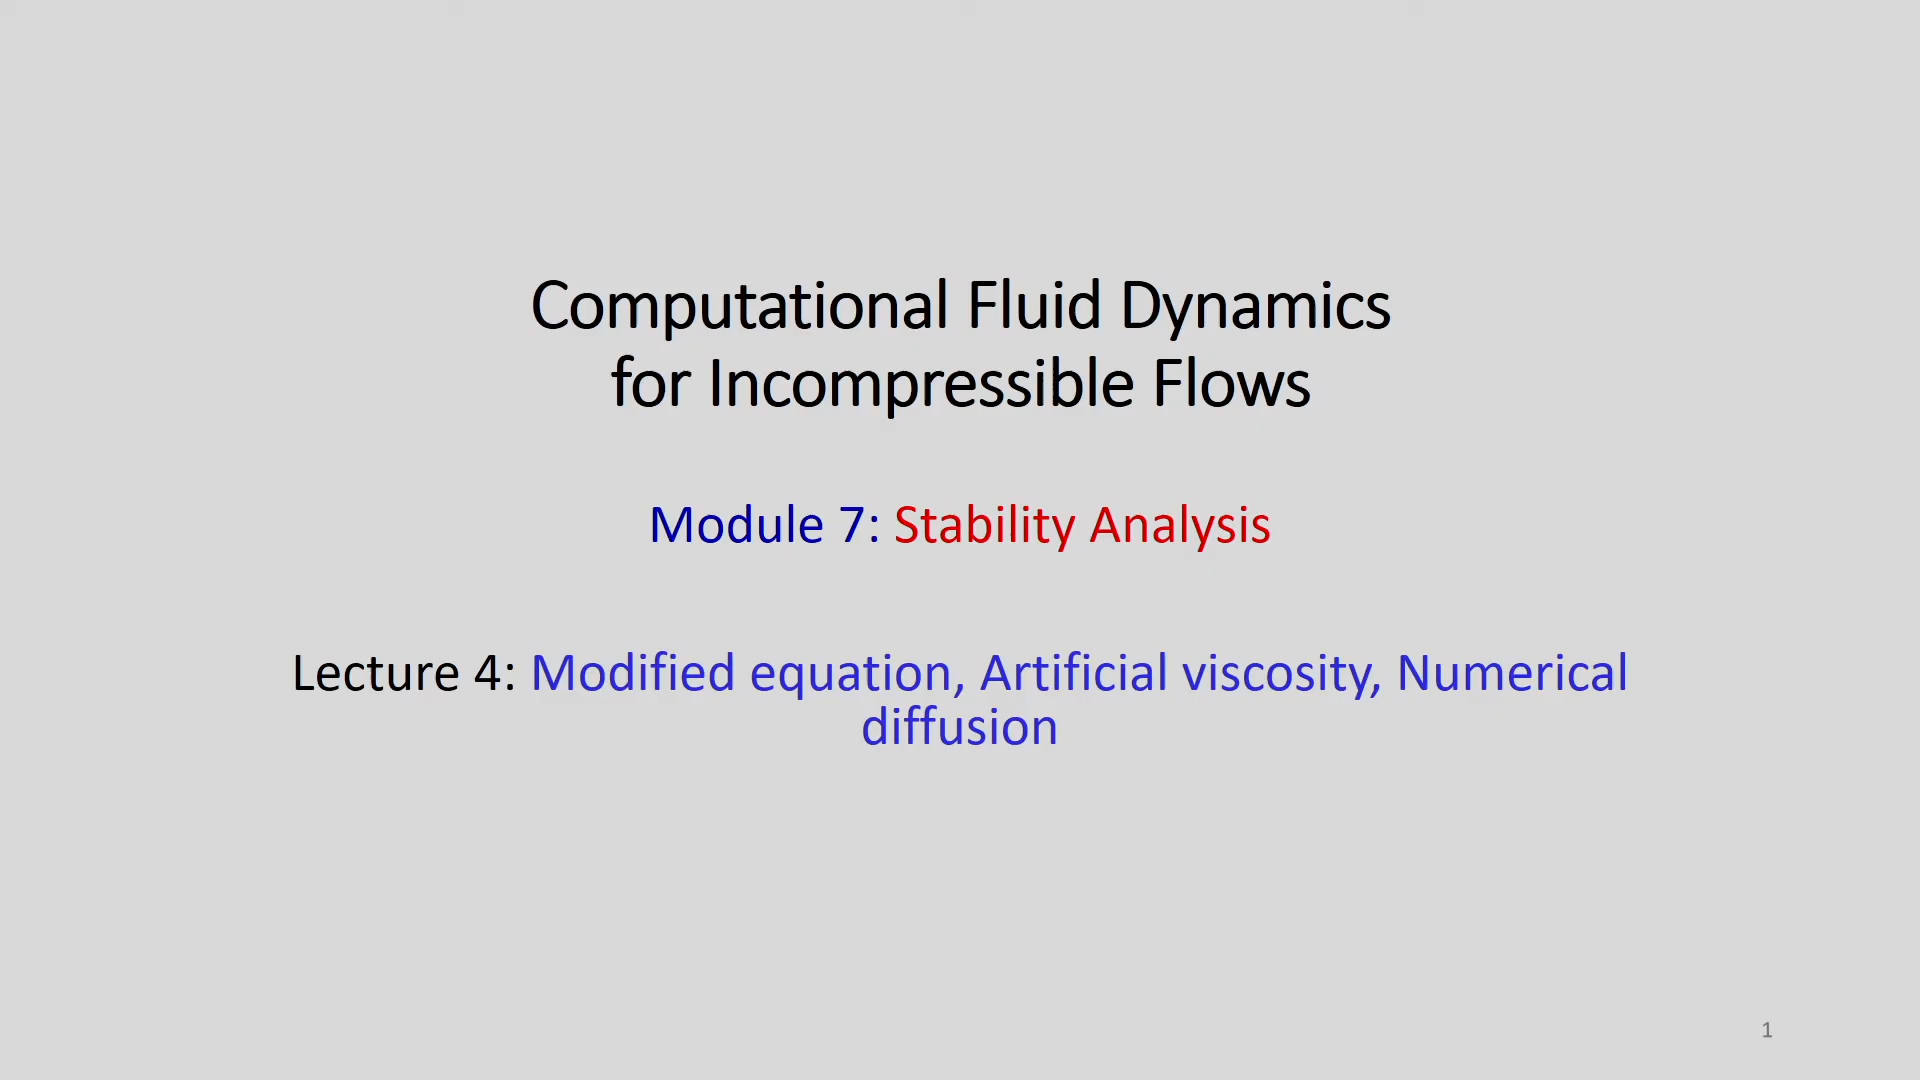 Computational Fluid Dynamics
for Incompressible Flows
Module 7: Stability Analysis
Lecture 4: Modified equation, Artificial viscosity, Numerical
diffusion
1